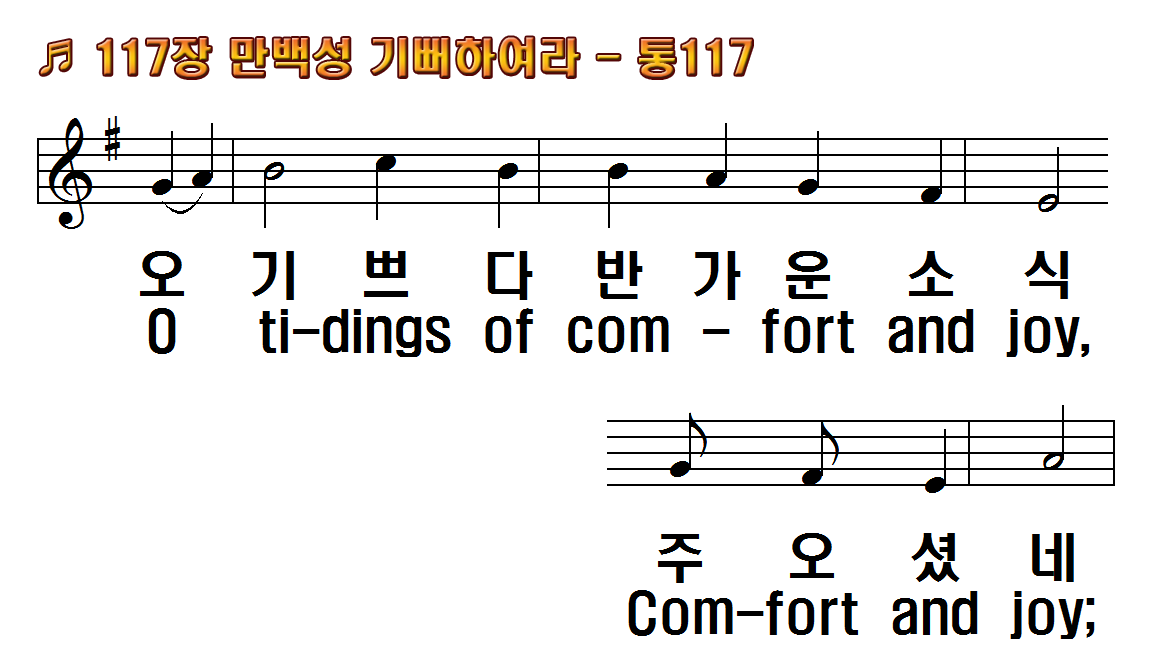 ♬ 117장 만백성 기뻐하여라 - 통117
오 기 쁘 다 반 가 운 소 식
O ti-dings of com - fort and joy,
주 오 셨 네
Com-fort and joy;